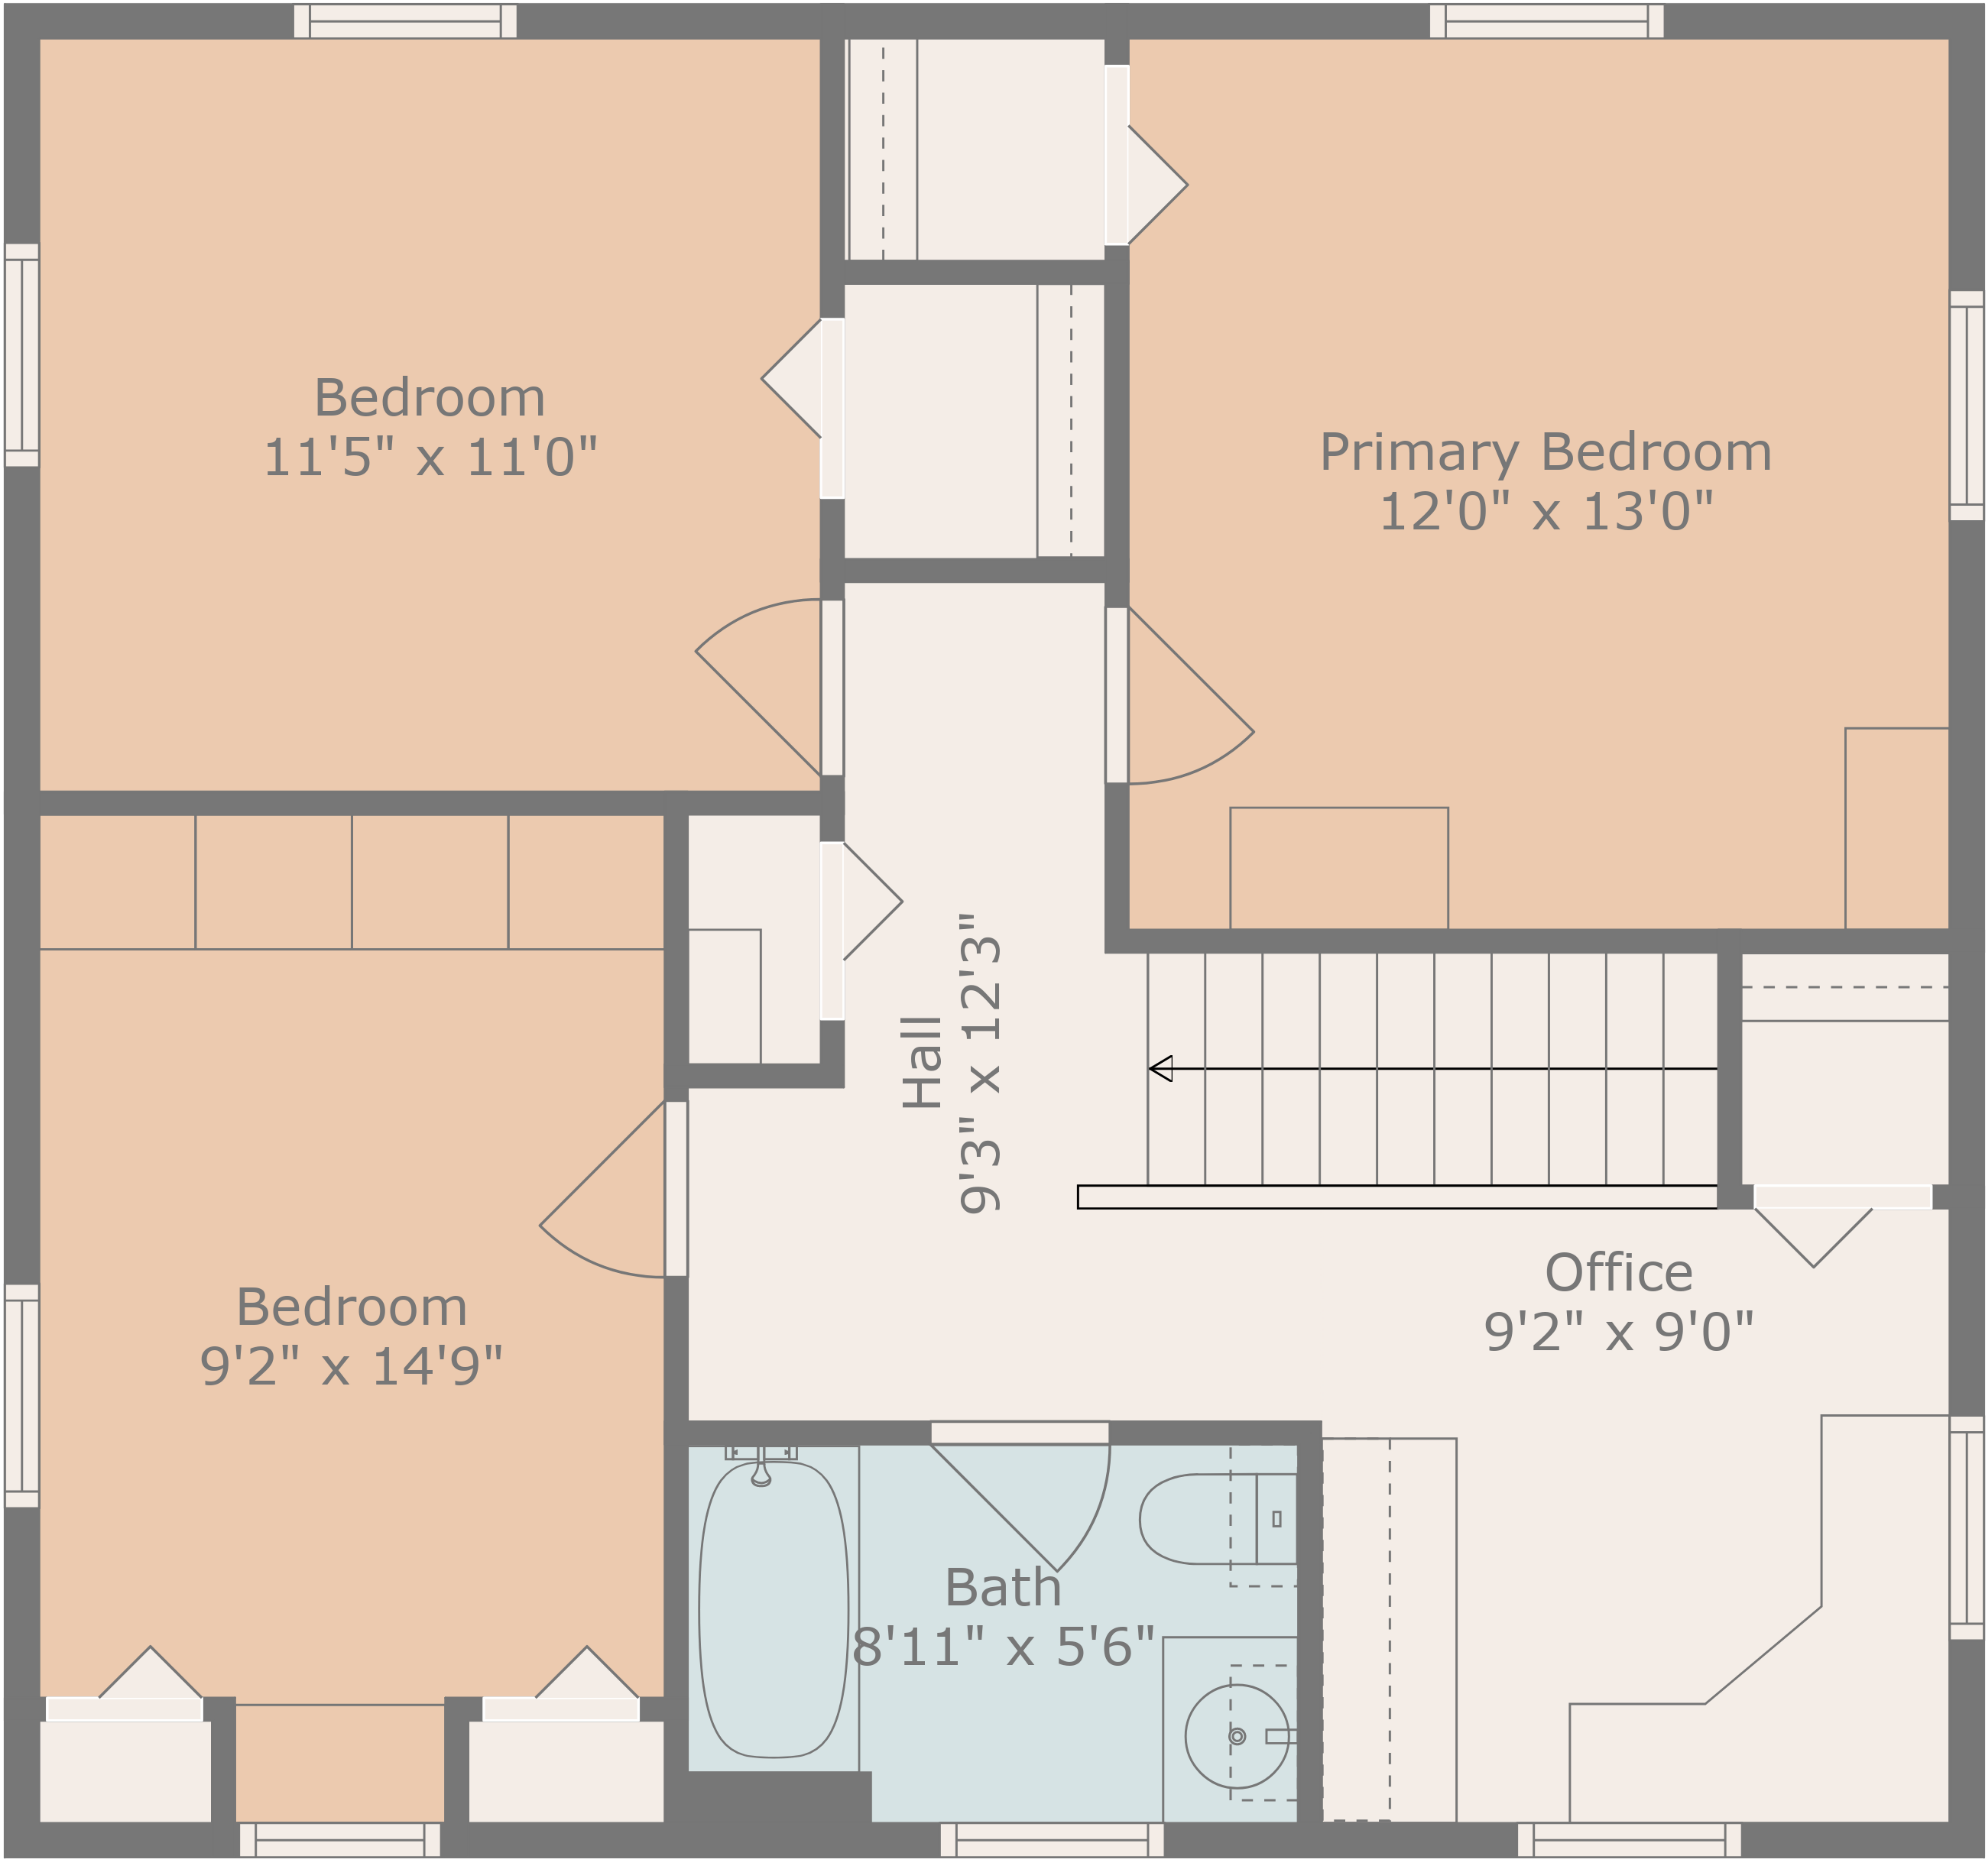 Bedroom
11'5" x 11'0"
Primary Bedroom
12'0" x 13'0"
Hall
9'3" x 12'3"
Office
9'2" x 9'0"
Bedroom
9'2" x 14'9"
Bath
8'11" x 5'6"